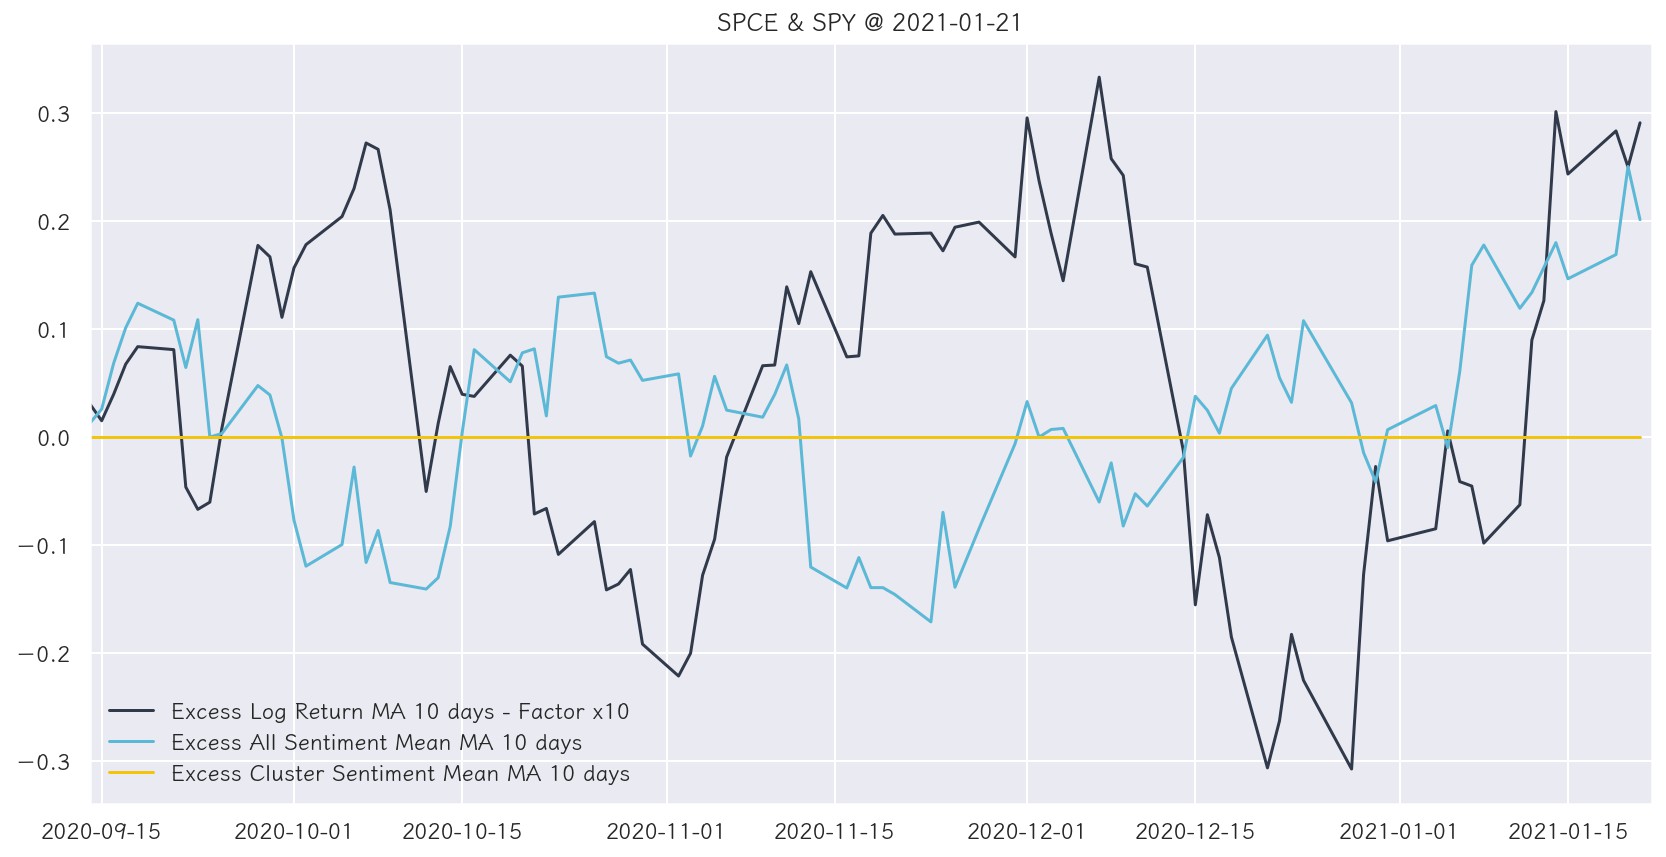 SPCE & SPY @ 2021-01-21
0.3
0.2
0.1
0.0
−0.1
−0.2
−0.3
Excess Log Return MA 10 days - Factor x10
Excess All Sentiment Mean MA 10 days
Excess Cluster Sentiment Mean MA 10 days
2020-09-15 2020-10-01 2020-10-15 2020-11-01 2020-11-15 2020-12-01 2020-12-15 2021-01-01 2021-01-15